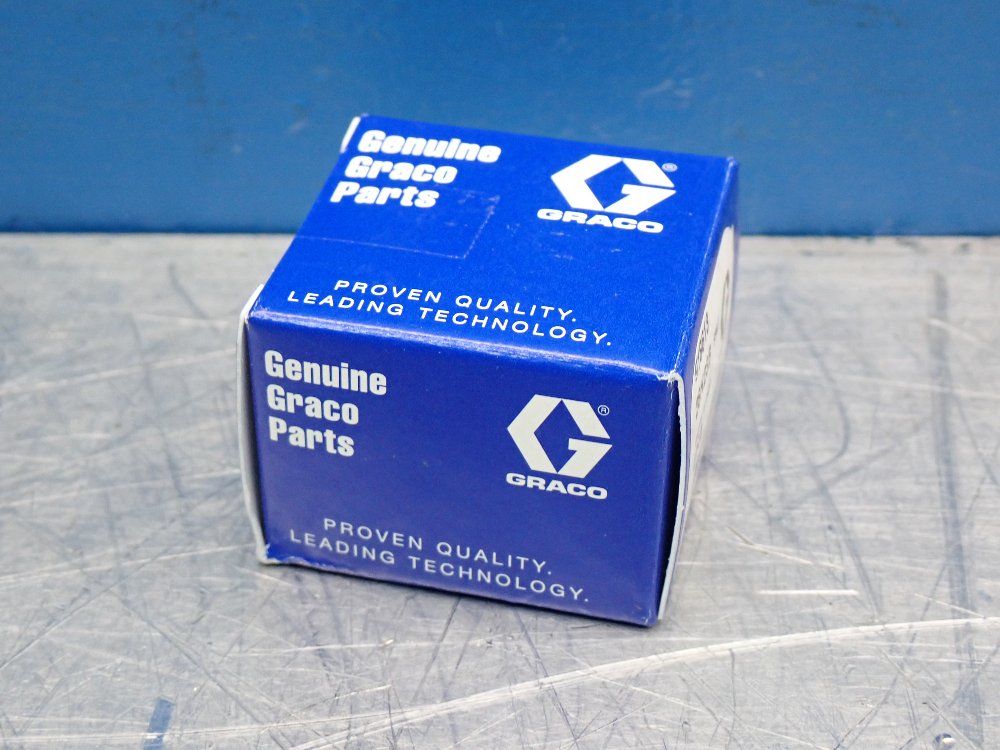 Genuine
Graco
Parts
®
GRACO
PROVEN QUALITY.
LEADING TECHNOLOGY.
Genuine
Graco
Parts
®
GRACO
PROVEN QUALITY.
LEADING TECHNOLOGY.